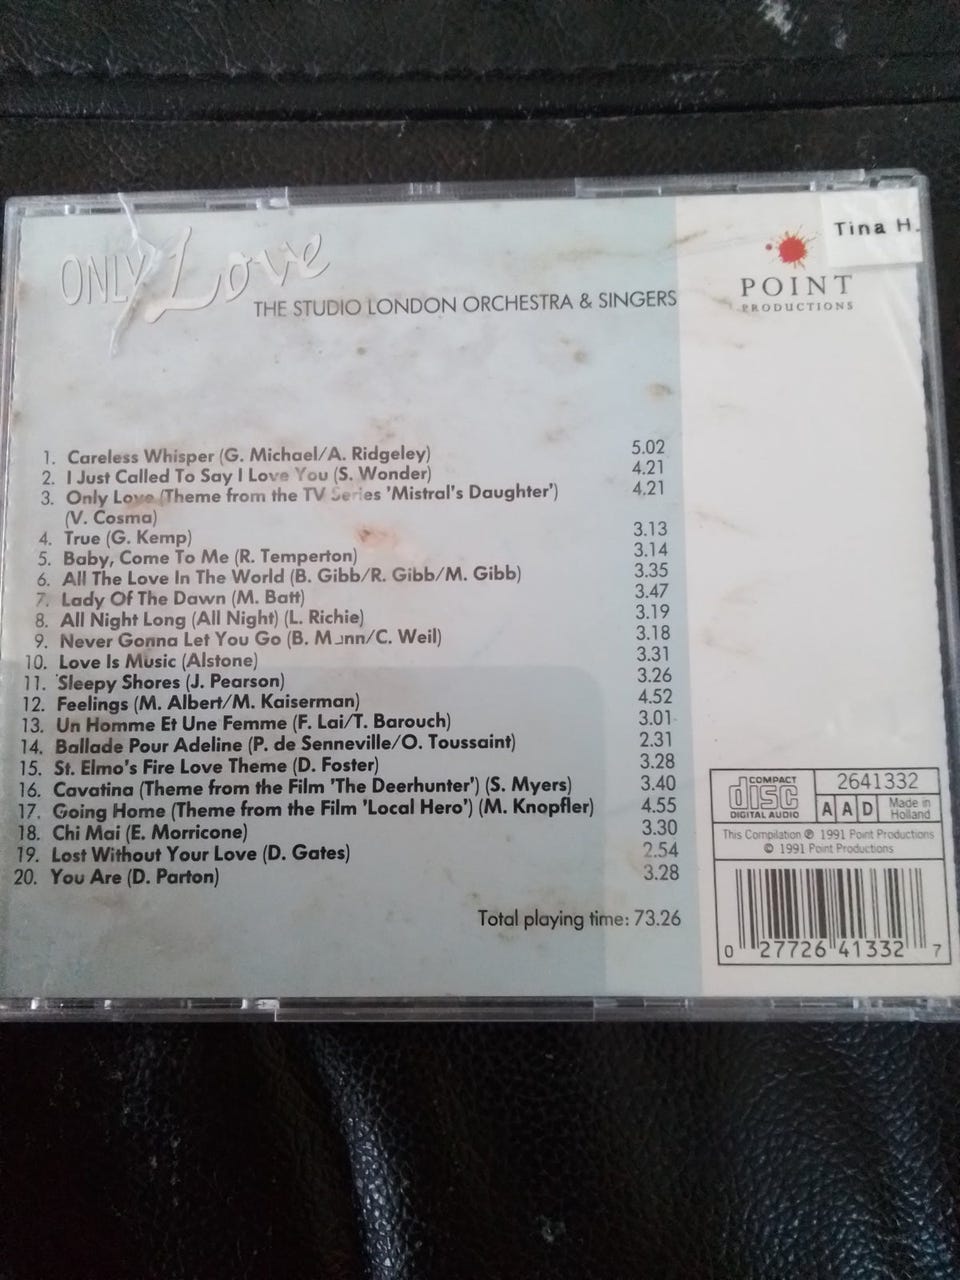 ONLY Love
THE STUDIO LONDON ORCHESTRA & SINGERS
Tina H.
POINT
PRODUCTIONS
1. Careless Whisper (G. Michael/A. Ridgeley) 5.02
2. I Just Called To Say I Love You (S. Wonder) 4.21
3. Only Love (Theme from the TV Series 'Mistral's Daughter') 4.21
(V. Cosma)
4. True (G. Kemp) 3.13
5. Baby, Come To Me (R. Temperton) 3.14
6. All The Love In The World (B. Gibb/R. Gibb/M. Gibb) 3.35
7. Lady Of The Dawn (M. Batt) 3.47
8. All Night Long (All Night) (L. Richie) 3.19
9. Never Gonna Let You Go (B. Mann/C. Weil) 3.18
10. Love Is Music (Alstone) 3.31
11. Sleepy Shores (J. Pearson) 3.26
12. Feelings (M. Albert/M. Kaiserman) 4.52
13. Un Homme Et Une Femme (F. Lai/T. Barouch) 3.01
14. Ballade Pour Adeline (P. de Senneville/O. Toussaint) 2.31
15. St. Elmo's Fire Love Theme (D. Foster) 3.28
16. Cavatina (Theme from the Film 'The Deerhunter') (S. Myers) 3.40
17. Going Home (Theme from the Film 'Local Hero') (M. Knopfler) 4.55
18. Chi Mai (E. Morricone) 3.30
19. Lost Without Your Love (D. Gates) 2.54
20. You Are (D. Parton) 3.28
Total playing time: 73.26
COMPACT
disc
DIGITAL AUDIO
2641332
AAD
Made in
Holland
This Compilation ℗ 1991 Point Productions
© 1991 Point Productions
0 27726 41332 7